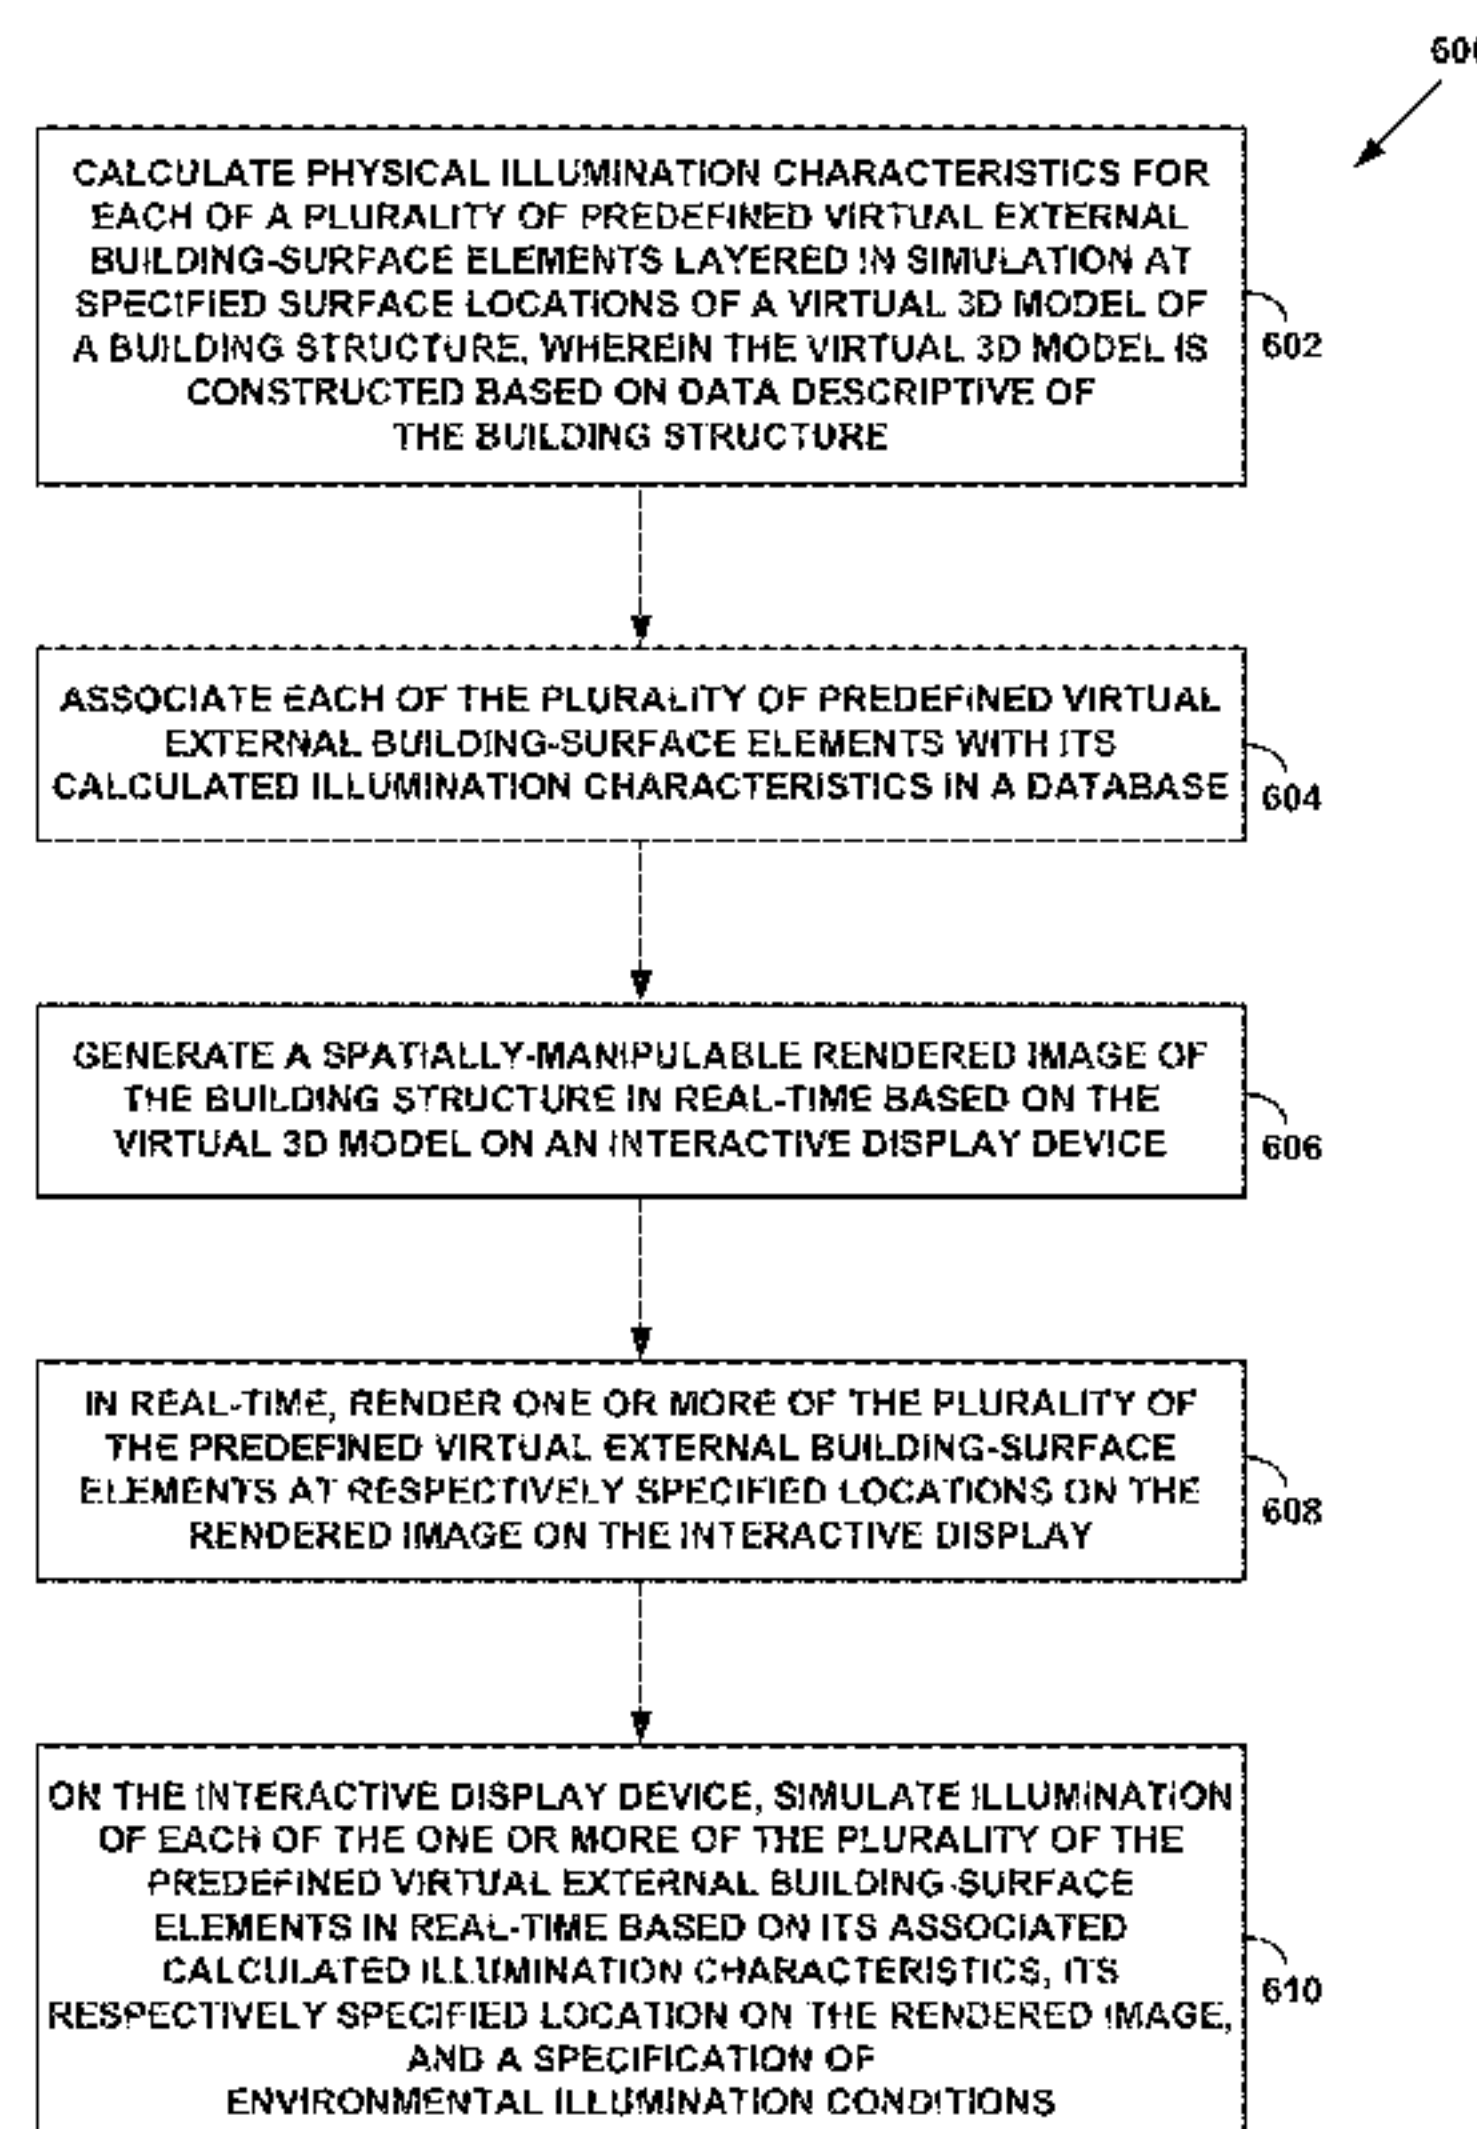 600
CALCULATE PHYSICAL ILLUMINATION CHARACTERISTICS FOR
EACH OF A PLURALITY OF PREDEFINED VIRTUAL EXTERNAL
BUILDING-SURFACE ELEMENTS LAYERED IN SIMULATION AT
SPECIFIED SURFACE LOCATIONS OF A VIRTUAL 3D MODEL OF
A BUILDING STRUCTURE, WHEREIN THE VIRTUAL 3D MODEL IS
CONSTRUCTED BASED ON DATA DESCRIPTIVE OF
THE BUILDING STRUCTURE
602
ASSOCIATE EACH OF THE PLURALITY OF PREDEFINED VIRTUAL
EXTERNAL BUILDING-SURFACE ELEMENTS WITH ITS
CALCULATED ILLUMINATION CHARACTERISTICS IN A DATABASE
604
GENERATE A SPATIALLY-MANIPULABLE RENDERED IMAGE OF
THE BUILDING STRUCTURE IN REAL-TIME BASED ON THE
VIRTUAL 3D MODEL ON AN INTERACTIVE DISPLAY DEVICE
606
IN REAL-TIME, RENDER ONE OR MORE OF THE PLURALITY OF
THE PREDEFINED VIRTUAL EXTERNAL BUILDING-SURFACE
ELEMENTS AT RESPECTIVELY SPECIFIED LOCATIONS ON THE
RENDERED IMAGE ON THE INTERACTIVE DISPLAY
608
ON THE INTERACTIVE DISPLAY DEVICE, SIMULATE ILLUMINATION
OF EACH OF THE ONE OR MORE OF THE PLURALITY OF THE
PREDEFINED VIRTUAL EXTERNAL BUILDING-SURFACE
ELEMENTS IN REAL-TIME BASED ON ITS ASSOCIATED
CALCULATED ILLUMINATION CHARACTERISTICS, ITS
RESPECTIVELY SPECIFIED LOCATION ON THE RENDERED IMAGE,
AND A SPECIFICATION OF
ENVIRONMENTAL ILLUMINATION CONDITIONS
610